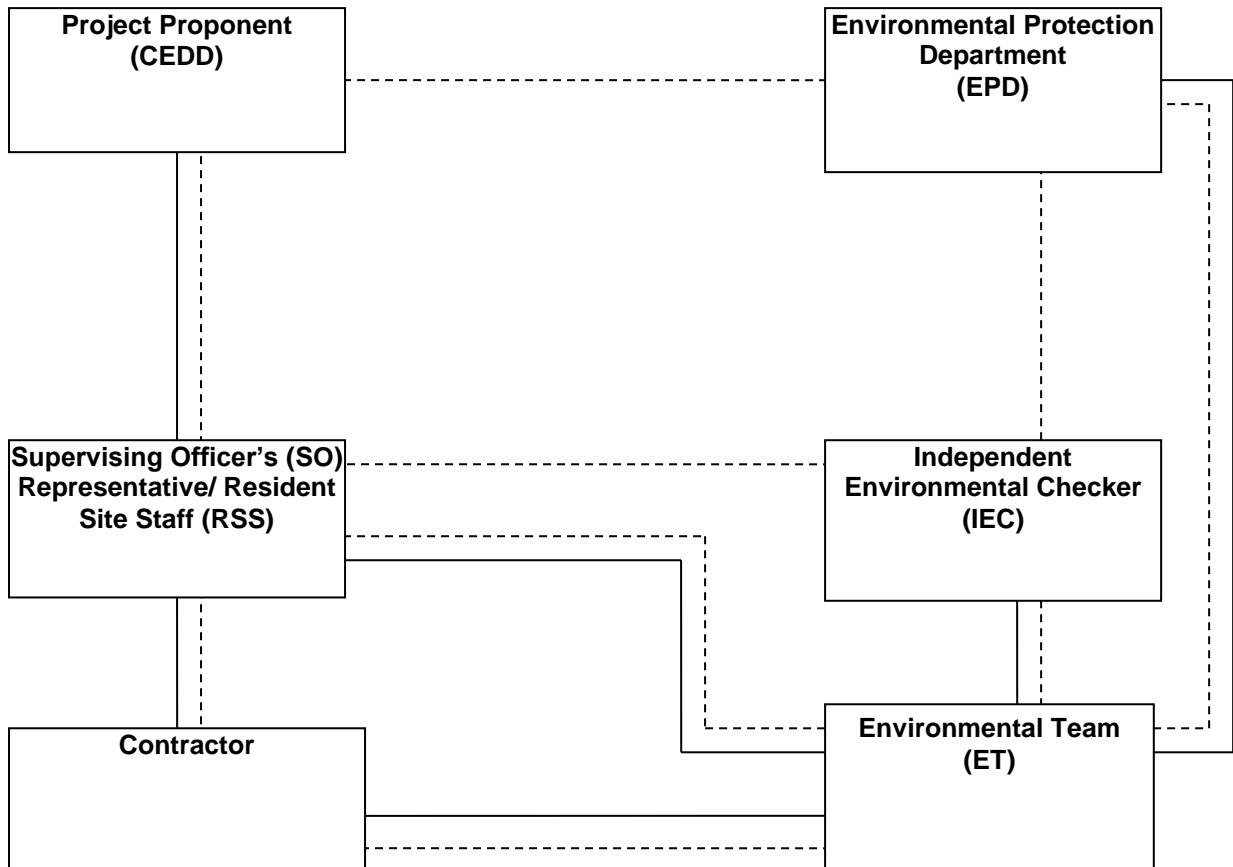 Project Proponent
(CEDD)
Environmental Protection
Department
(EPD)
Supervising Officer's (SO)
Representative/ Resident
Site Staff (RSS)
Independent
Environmental Checker
(IEC)
Contractor
Environmental Team
(ET)